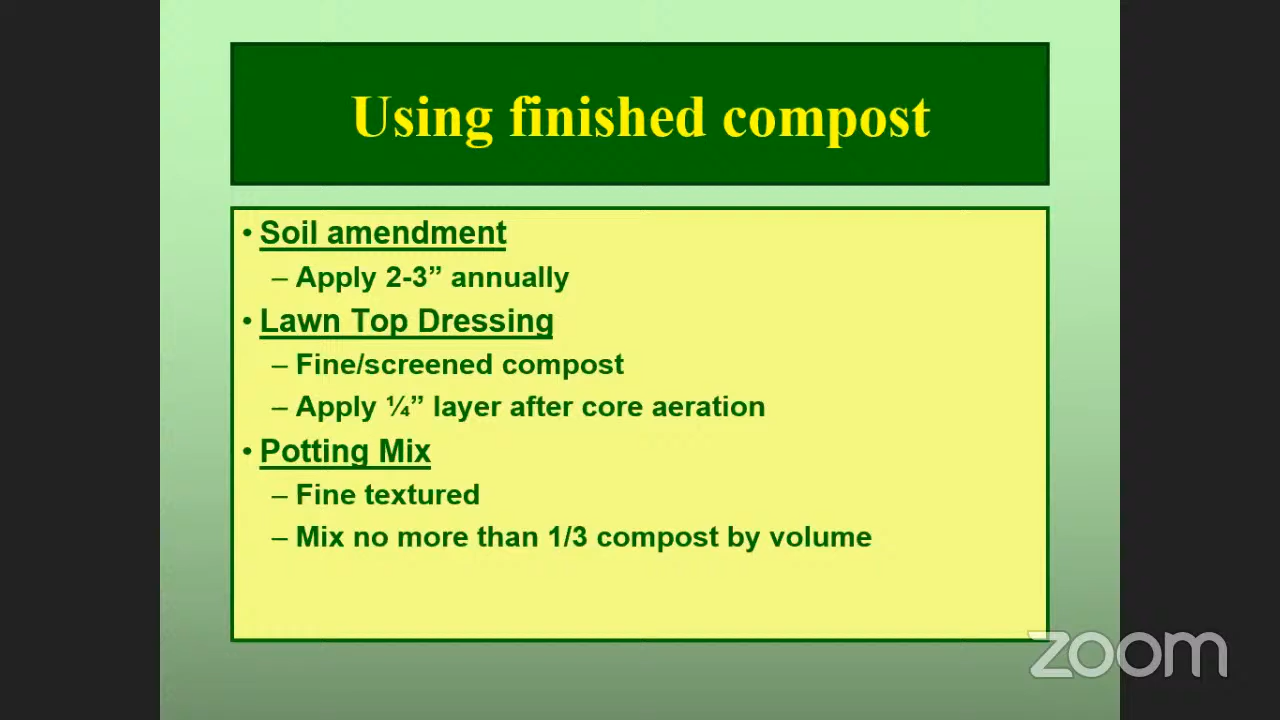 Using finished compost
• Soil amendment
– Apply 2-3” annually
• Lawn Top Dressing
– Fine/screened compost
– Apply ¼” layer after core aeration
• Potting Mix
– Fine textured
– Mix no more than 1/3 compost by volume
zoom